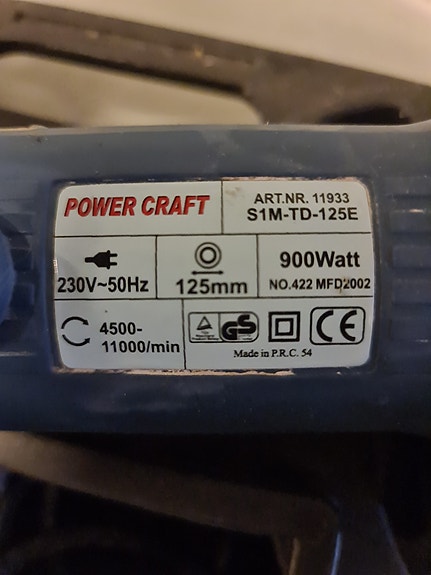 POWER CRAFT
ART.NR. 11933
S1M-TD-125E
230V~50Hz
125mm
900Watt
NO.422 MFD2002
4500-
11000/min
GS
CE
Made in P.R.C. 54